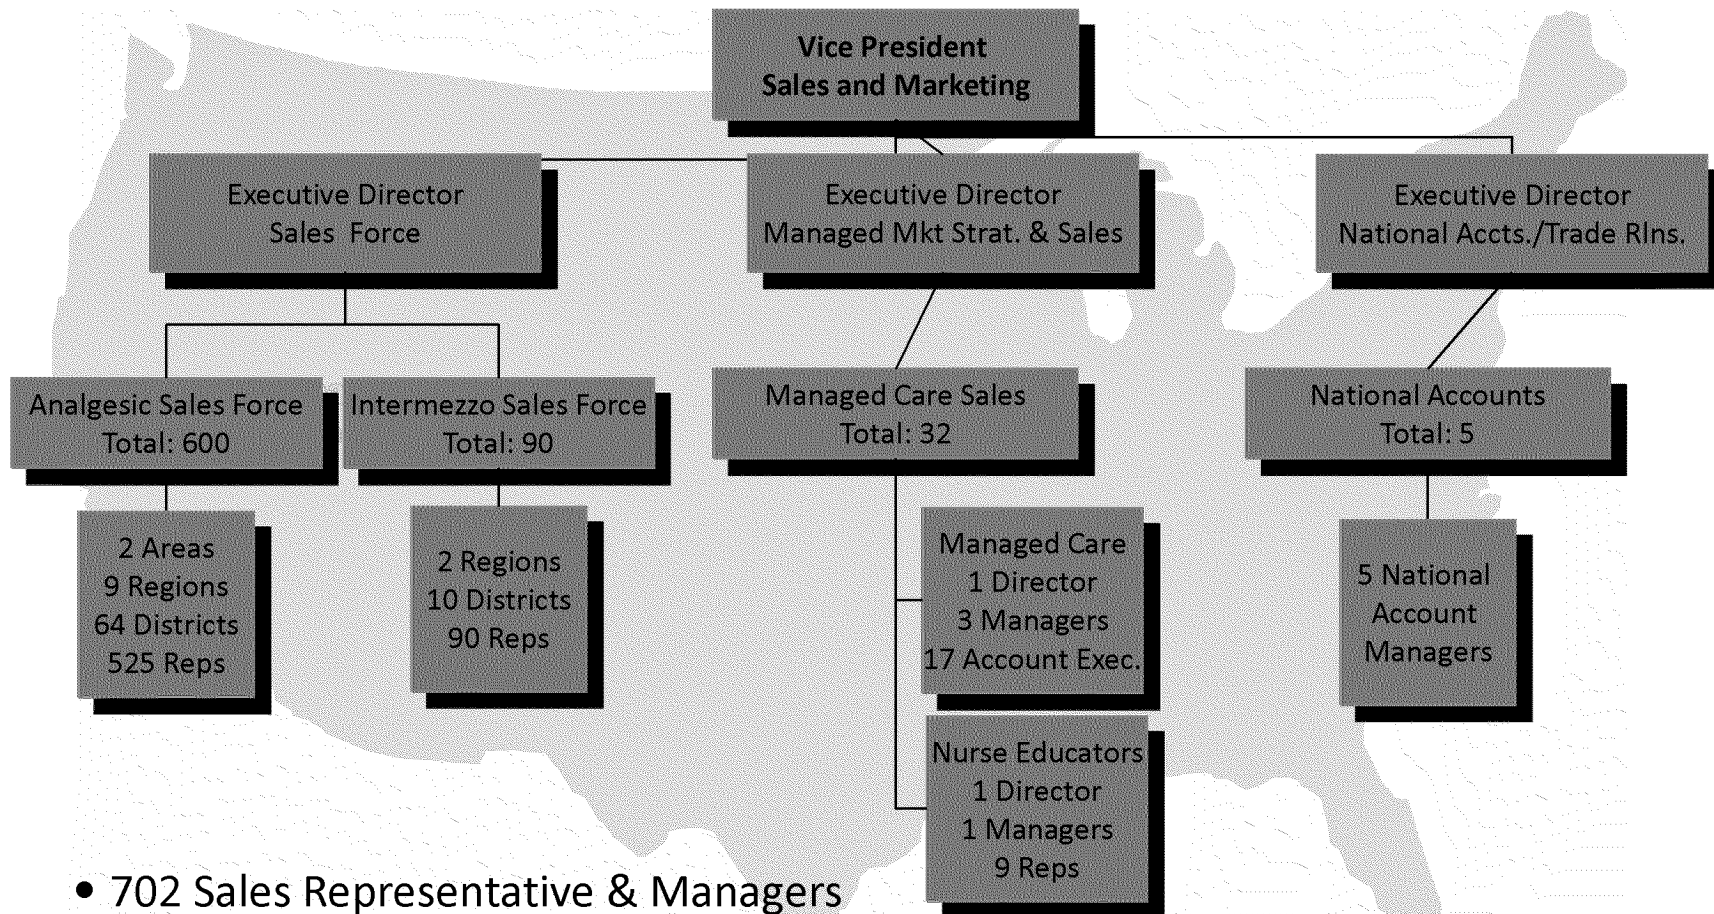 Vice President
Sales and Marketing
Executive Director
Sales Force
Executive Director
Managed Mkt Strat. & Sales
Executive Director
National Accts./Trade Rlns.
Analgesic Sales Force
Total: 600
Intermezzo Sales Force
Total: 90
Managed Care Sales
Total: 32
National Accounts
Total: 5
2 Areas
9 Regions
64 Districts
525 Reps
2 Regions
10 Districts
90 Reps
Managed Care
1 Director
3 Managers
17 Account Exec.
5 National
Account
Managers
Nurse Educators
1 Director
1 Managers
9 Reps
• 702 Sales Representative & Managers